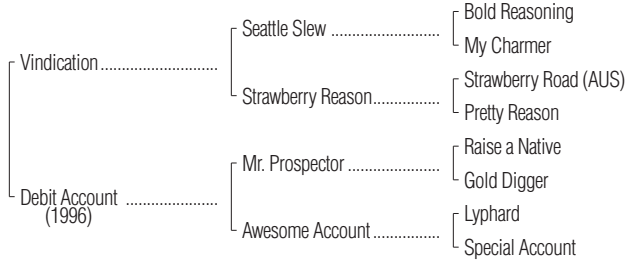 Bold Reasoning
Seattle Slew ..........................
My Charmer
Vindication ............................
Strawberry Road (AUS)
Strawberry Reason................
Pretty Reason
Raise a Native
Mr. Prospector ......................
Gold Digger
Debit Account ......................
(1996)
Lyphard
Awesome Account................
Special Account